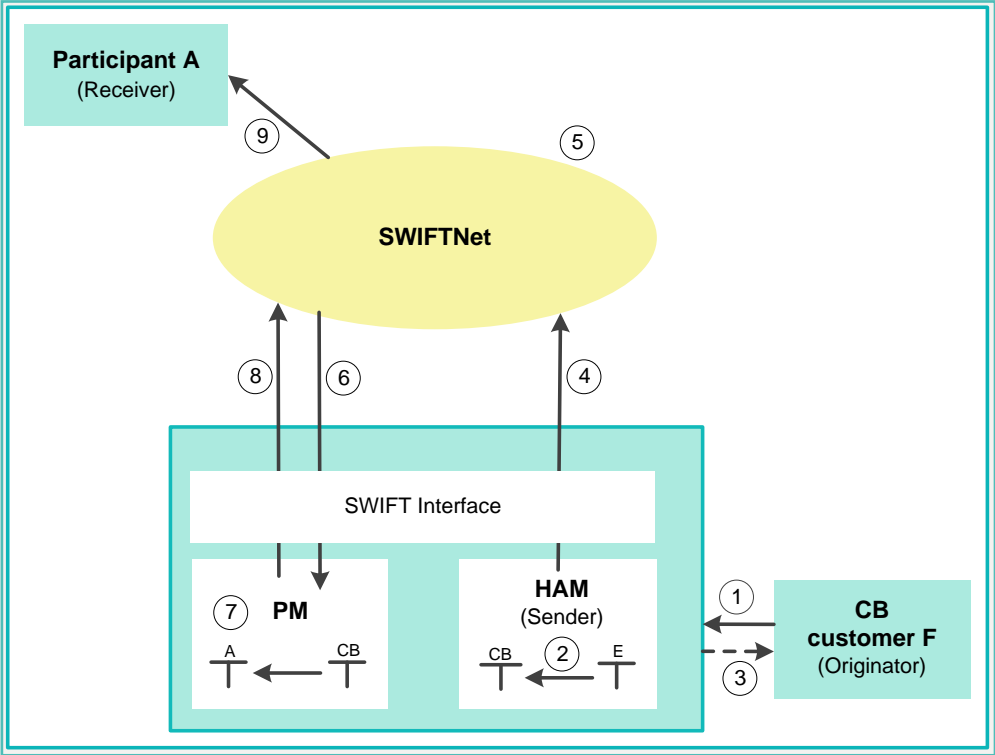 Participant A
(Receiver)
9
5
SWIFTNet
8
6
4
SWIFT Interface
7
PM
A
CB
HAM
(Sender)
CB
2
E
1
3
CB
customer F
(Originator)